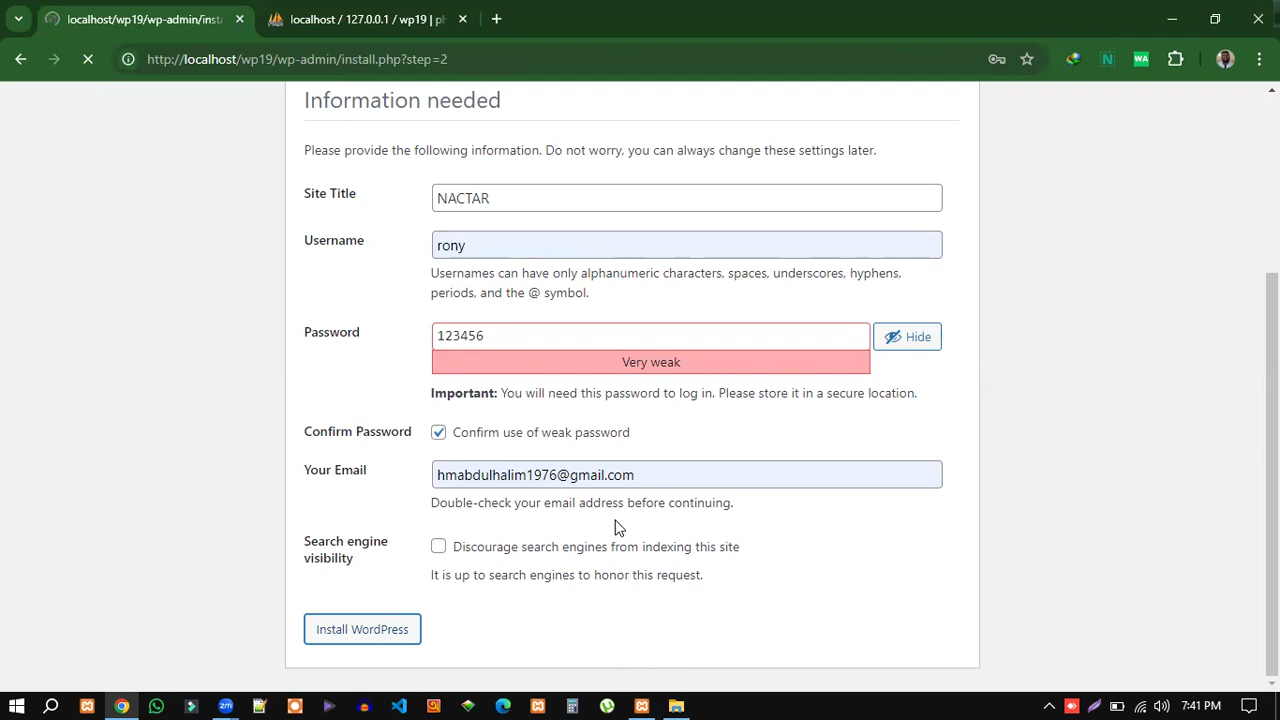 localhost/wp19/wp-admin/insta
localhost / 127.0.0.1 / wp19 | ph
http://localhost/wp19/wp-admin/install.php?step=2
Information needed
Please provide the following information. Do not worry, you can always change these settings later.
Site Title
NACTAR
Username
rony
Usernames can have only alphanumeric characters, spaces, underscores, hyphens,
periods, and the @ symbol.
Password
123456
Hide
Very weak
Important: You will need this password to log in. Please store it in a secure location.
Confirm Password
Confirm use of weak password
Your Email
hmabdulhalim1976@gmail.com
Double-check your email address before continuing.
Search engine
visibility
Discourage search engines from indexing this site
It is up to search engines to honor this request.
Install WordPress
7:41 PM